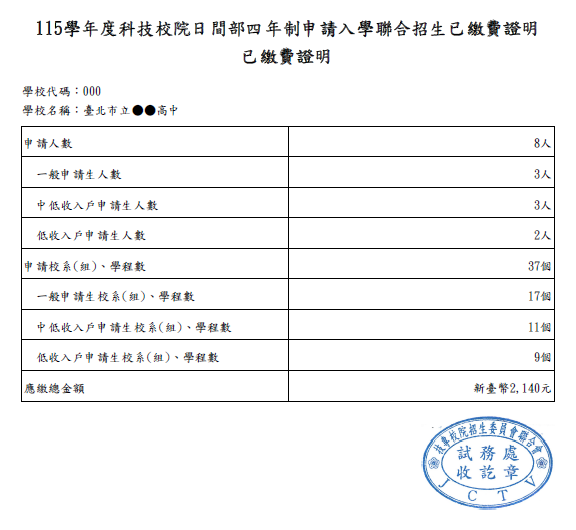 115學年度科技校院日間部四年制申請入學聯合招生已繳費證明
已繳費證明
學校代碼：000
學校名稱：臺北市立●●高中
申請人數 8人
一般申請生人數 3人
中低收入戶申請生人數 3人
低收入戶申請生人數 2人
申請校系(組)、學程數 37個
一般申請生校系(組)、學程數 17個
中低收入戶申請生校系(組)、學程數 11個
低收入戶申請生校系(組)、學程數 9個
應繳總金額 新臺幣2,140元
技專校院招生委員會聯合會
試務處
收訖章
JCTV